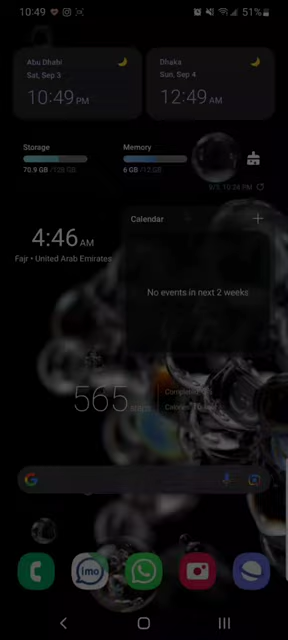 10:49
51%
Abu Dhabi
Sat, Sep 3
10:49 PM
Dhaka
Sun, Sep 4
12:49 AM
Storage
70.9 GB /128 GB
Memory
6 GB /12 GB
9/3, 10:24 PM
Calendar
No events in next 2 weeks
4:46 AM
Fajr • United Arab Emirates
565
Calories
imo